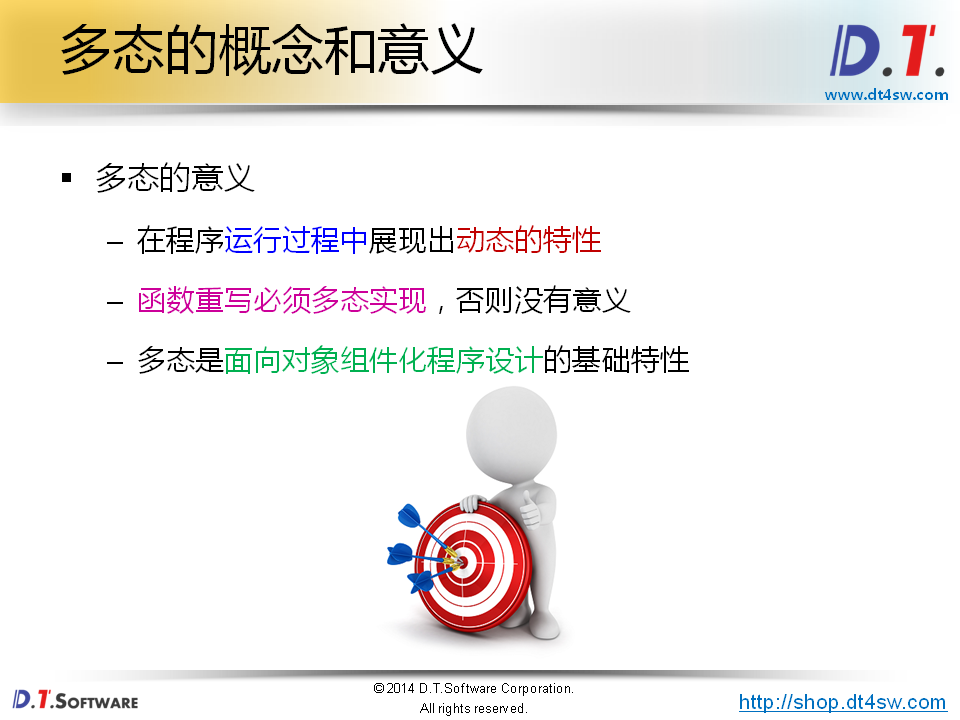 多态的概念和意义
D.T.
www.dt4sw.com
▪ 多态的意义
– 在程序运行过程中展现出动态的特性
– 函数重写必须多态实现，否则没有意义
– 多态是面向对象组件化程序设计的基础特性
D.T.SOFTWARE
©2014 D.T.Software Corporation.
All rights reserved.
http://shop.dt4sw.com